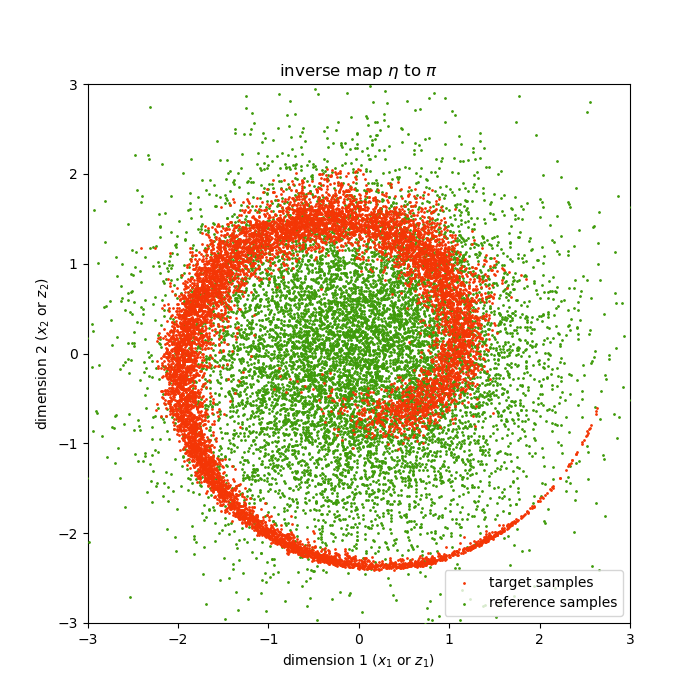 inverse map η to π
3
2
1
0
−1
−2
−3
dimension 2 (x₂ or z₂)
target samples
reference samples
−3
−2
−1
0
1
2
3
dimension 1 (x₁ or z₁)